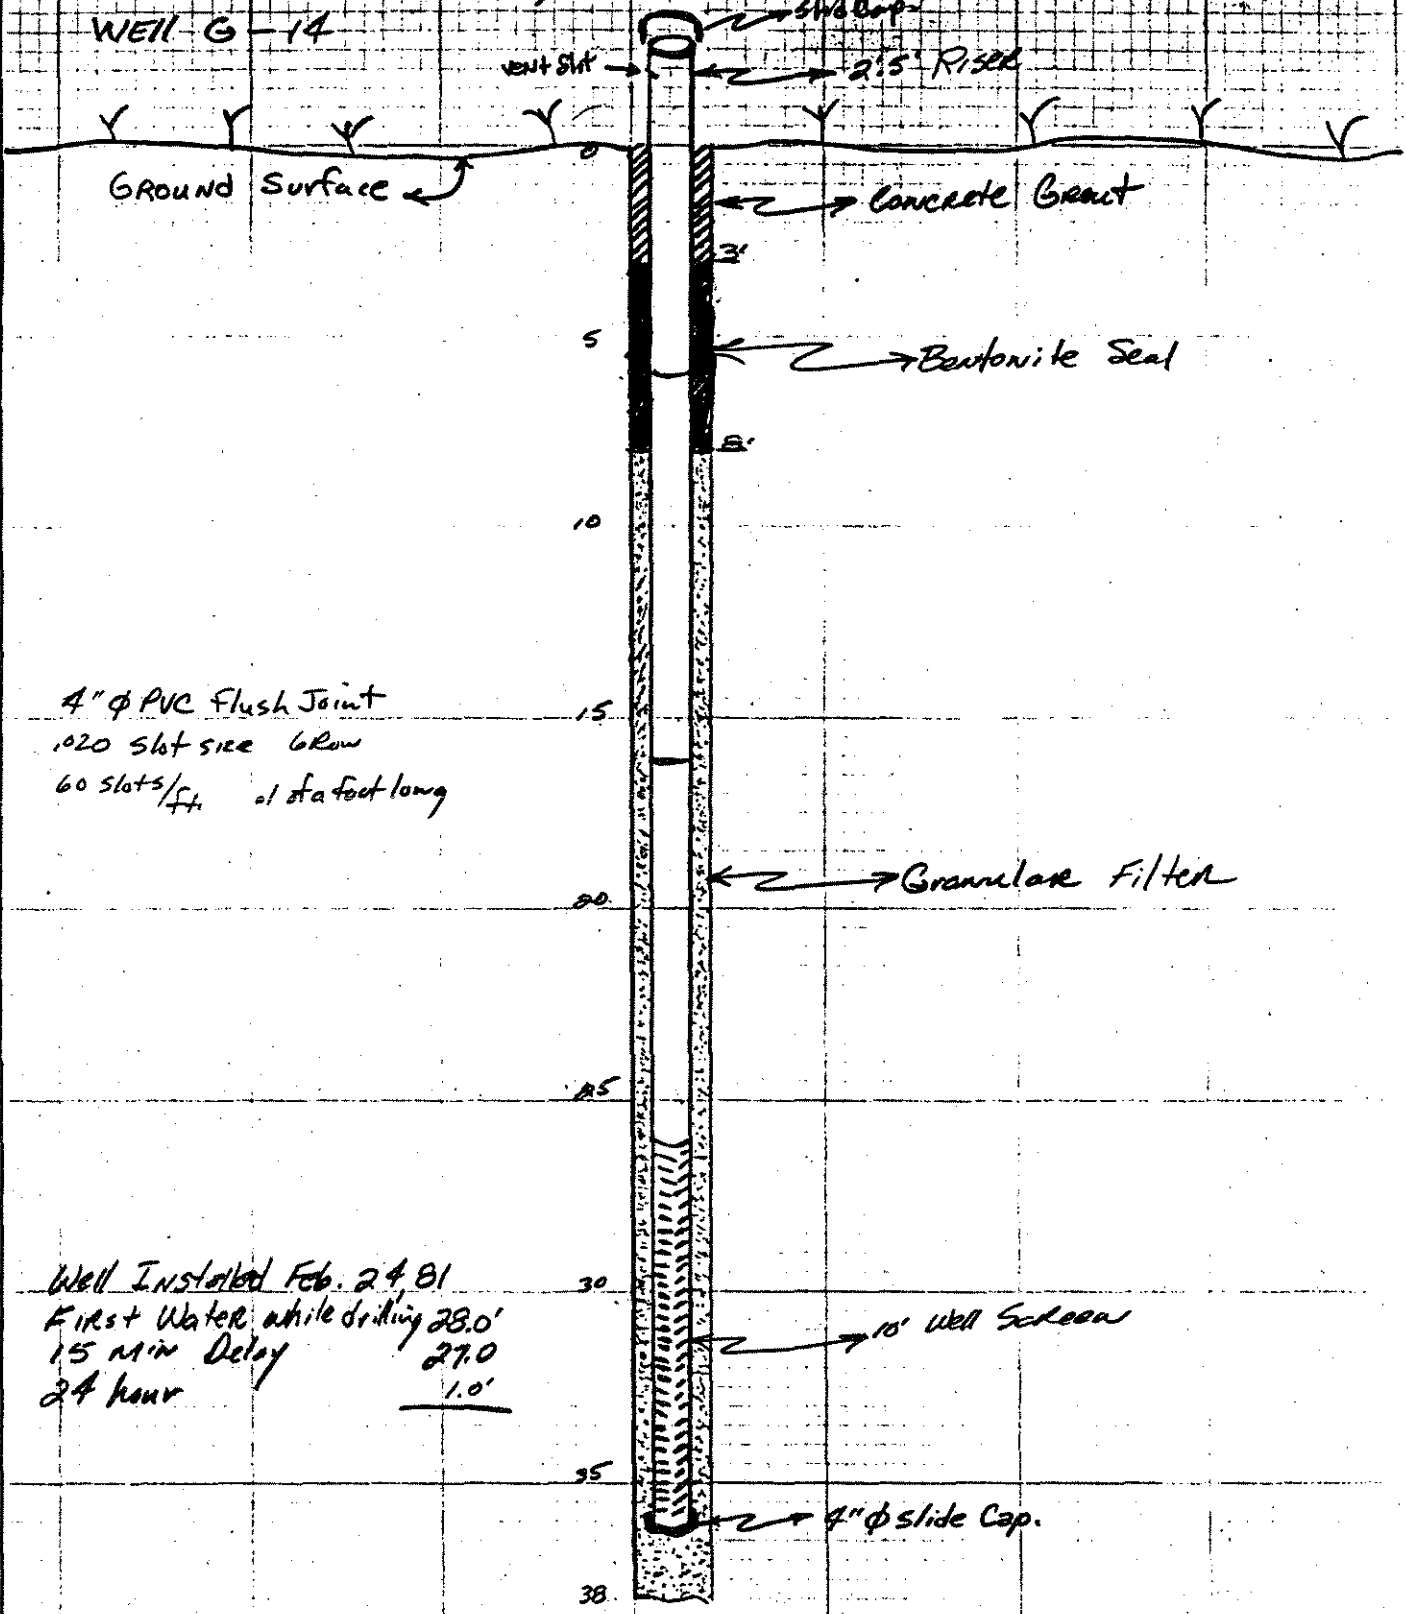 WELL G-14
vent slot
2.5' Riser
GROUND Surface
0
Concrete Grout
3'
5
Bentonite Seal
8'
10
4" φ PVC Flush Joint
.020 slot size 6 Row
60 slots/ft. .1 of a foot long
15
Granular Filter
20
25
Well Installed Feb. 24, 81
First Water while drilling 28.0'
15 min Delay 27.0
24 hour 1.0'
30
10' Well Screen
35
4" φ slide Cap.
38